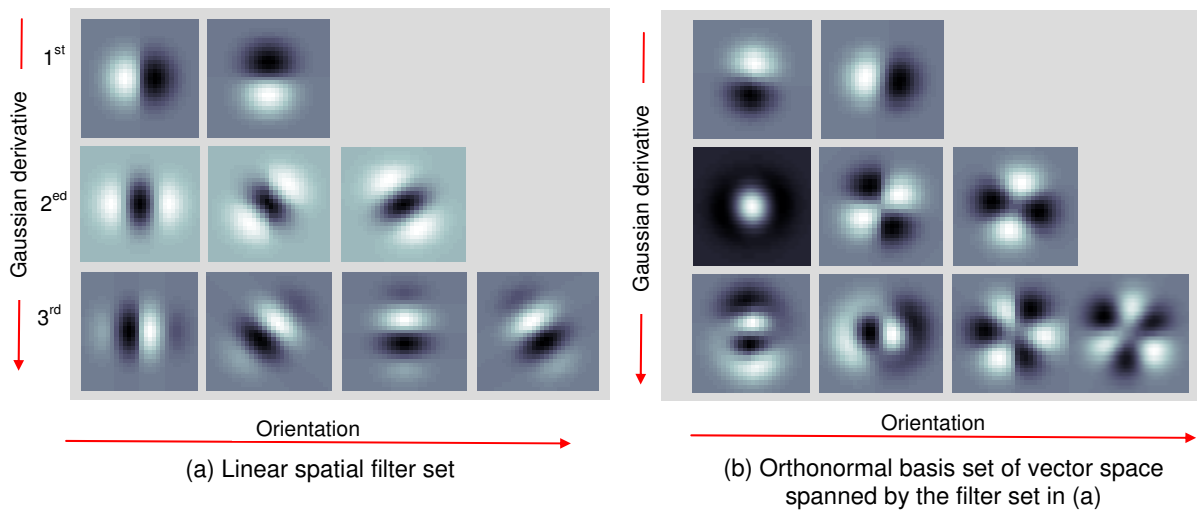 1st
2ed
3rd
Gaussian derivative
Orientation
(a) Linear spatial filter set
Gaussian derivative
Orientation
(b) Orthonormal basis set of vector space
spanned by the filter set in (a)